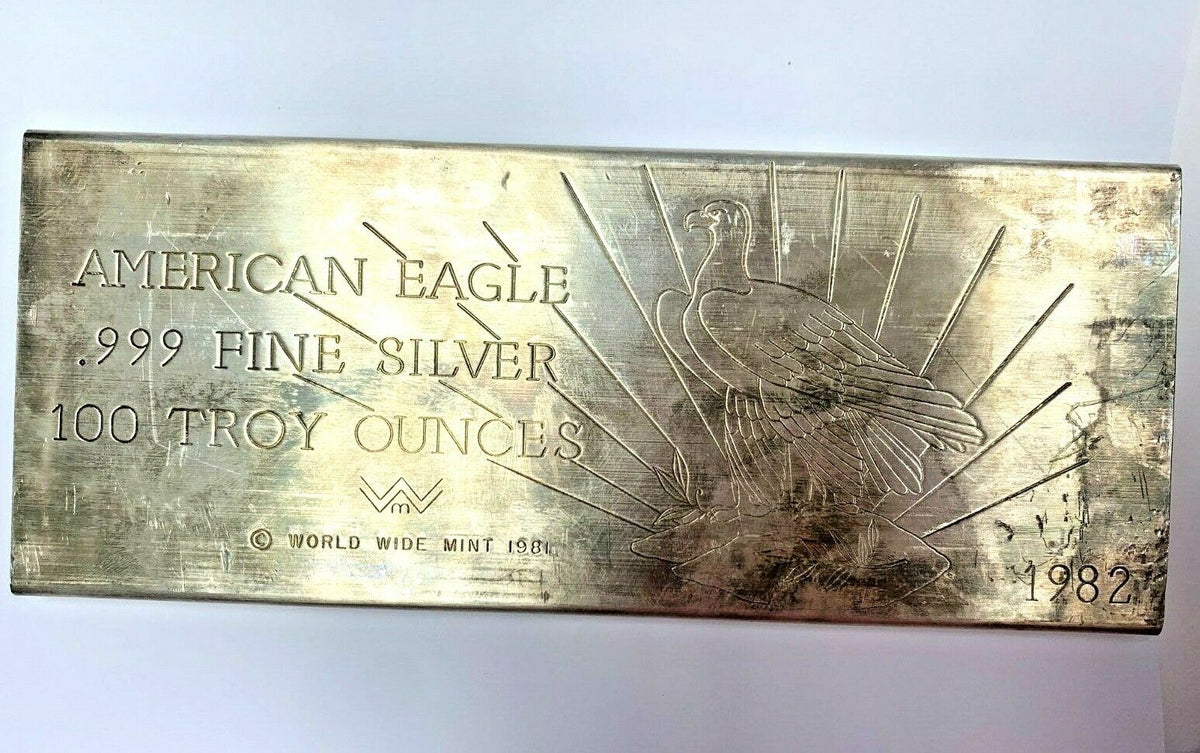 AMERICAN EAGLE
.999 FINE SILVER
100 TROY OUNCES
WM
© WORLD WIDE MINT 1981
1982